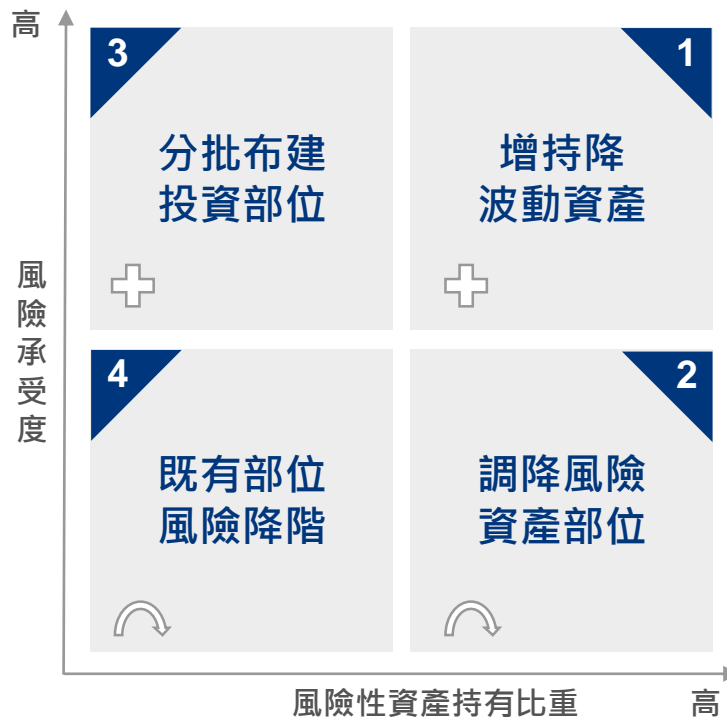 高
3
分批布建
投資部位
1
增持降
波動資產
風險承受度
4
既有部位
風險降階
2
調降風險
資產部位
風險性資產持有比重
高